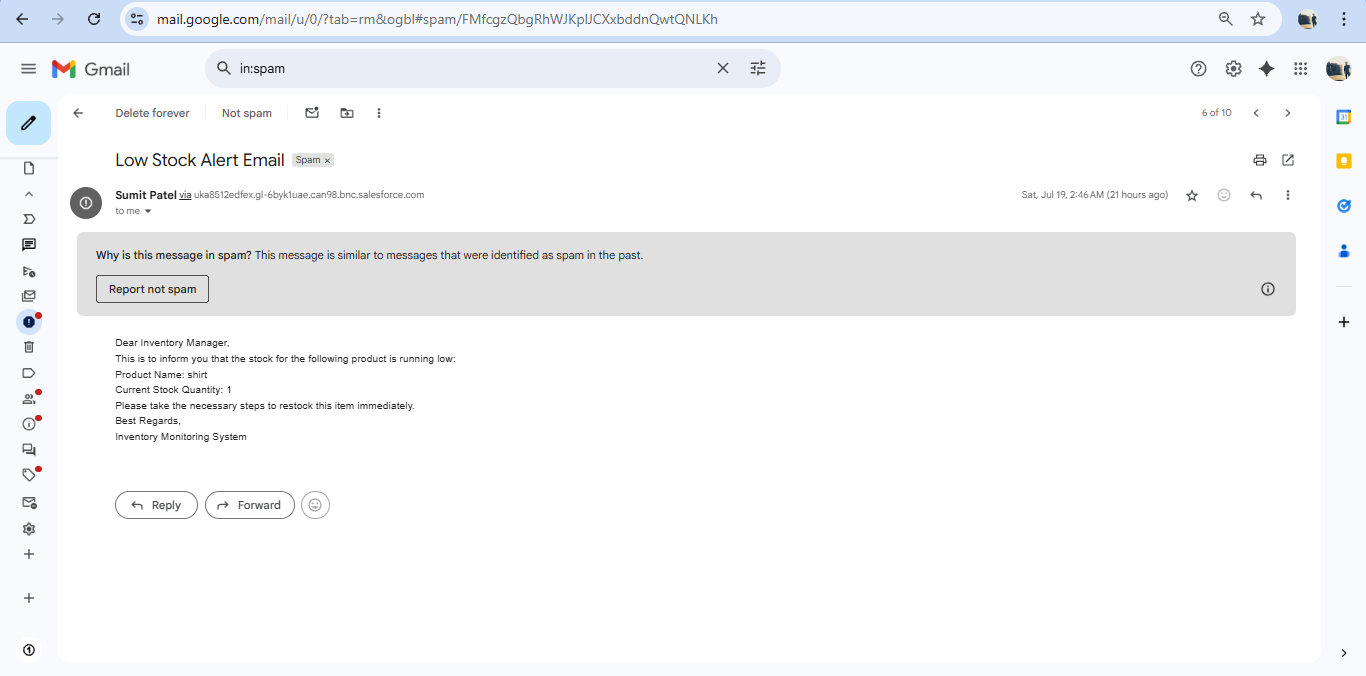 mail.google.com/mail/u/0/?tab=rm&ogbl#spam/FMfcgzQbgRhWJKplJCXxbddnQwtQNLKh
Gmail
in:spam
Delete forever
Not spam
6 of 10
Low Stock Alert Email
Spam x
Sumit Patel via uka8512edfex.gl-6byk1uae.can98.bnc.salesforce.com
Sat, Jul 19, 2:46 AM (21 hours ago)
to me
Why is this message in spam? This message is similar to messages that were identified as spam in the past.
Report not spam
Dear Inventory Manager,
This is to inform you that the stock for the following product is running low:
Product Name: shirt
Current Stock Quantity: 1
Please take the necessary steps to restock this item immediately.
Best Regards,
Inventory Monitoring System
Reply
Forward
31
1